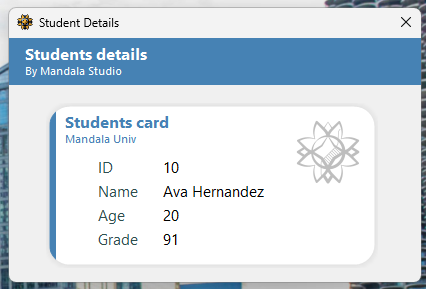 Student Details
Students details
By Mandala Studio
Students card
Mandala Univ
ID 10
Name Ava Hernandez
Age 20
Grade 91